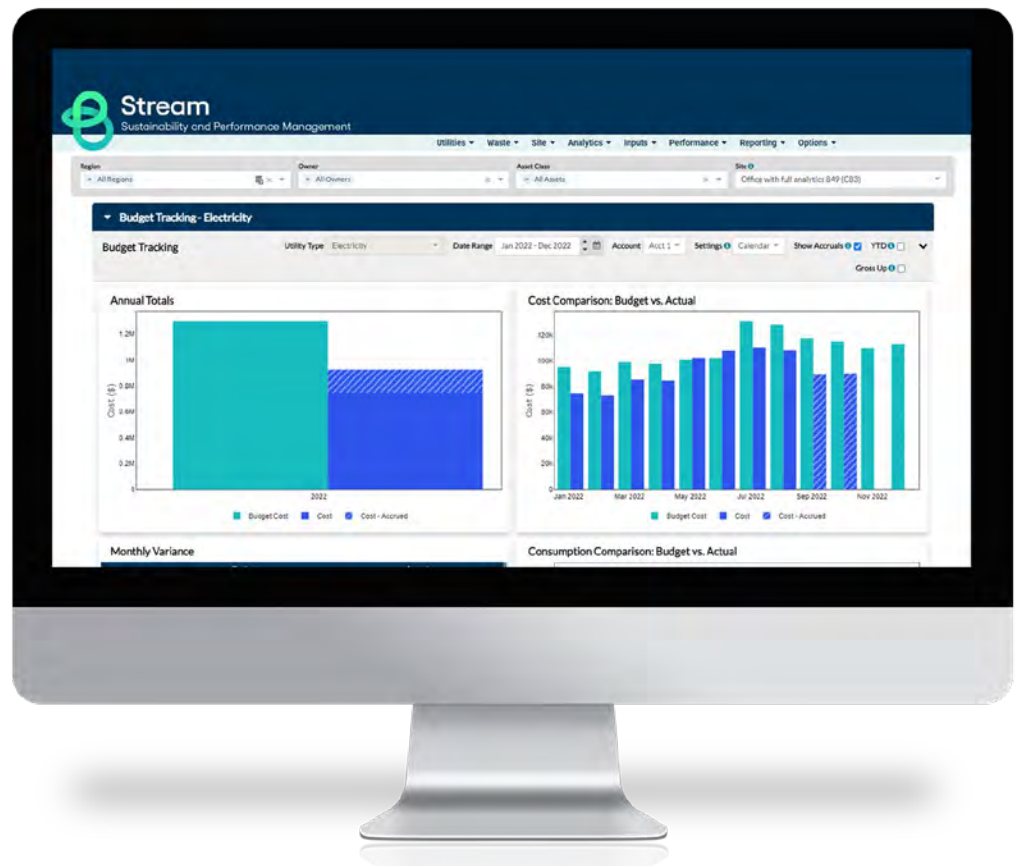 Stream
Sustainability and Performance Management
Utilities Waste Site Analytics Inputs Performance Reporting Options
Region Owner Asset Class Site
All Regions All Owners All Assets Office with full analytics 849 (CB3)
Budget Tracking - Electricity
Budget Tracking Utility Type Electricity Date Range Jan 2022 - Dec 2022 Account Acct 1 Settings Calendar Show Accruals YTD
Gross Up
Annual Totals
Cost ($)
1.2M
1M
0.8M
0.6M
0.4M
0.2M
0
2022
Budget Cost Cost Cost - Accrued
Cost Comparison: Budget vs. Actual
Cost ($)
120k
100k
80k
60k
40k
20k
0
Jan 2022 Mar 2022 May 2022 Jul 2022 Sep 2022 Nov 2022
Budget Cost Cost Cost - Accrued
Monthly Variance
Consumption Comparison: Budget vs. Actual